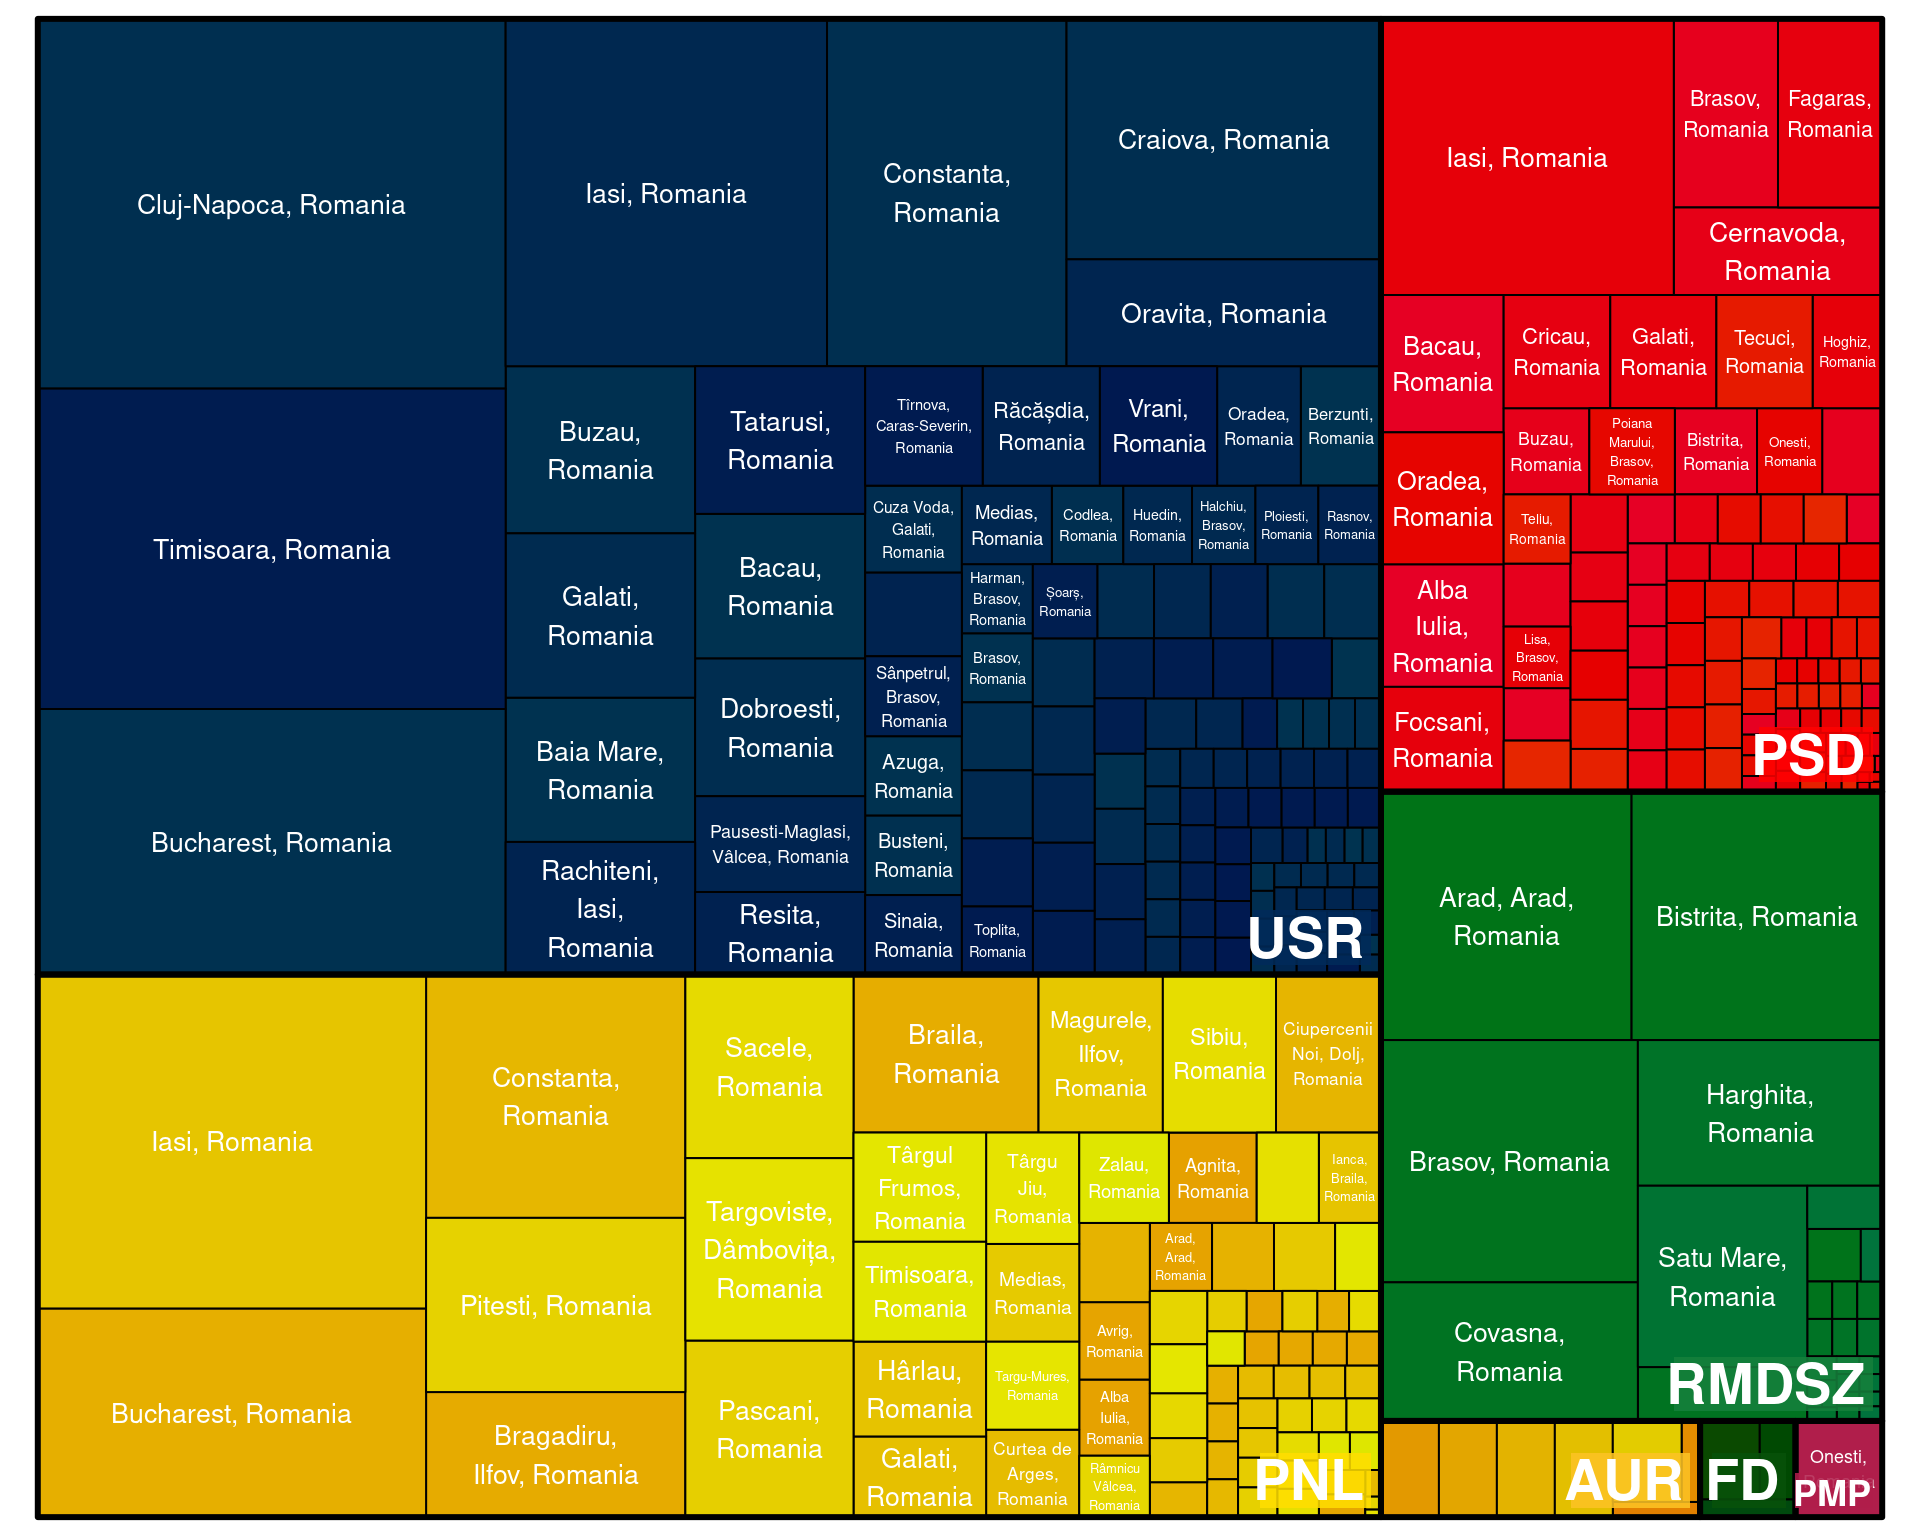 Cluj-Napoca, Romania
Timisoara, Romania
Bucharest, Romania
Iasi, Romania
Constanta,
Romania
Craiova, Romania
Oravita, Romania
Buzau,
Romania
Galati,
Romania
Baia Mare,
Romania
Rachiteni,
Iasi,
Romania
Tatarusi,
Romania
Bacau,
Romania
Dobroesti,
Romania
Pausesti-Maglasi,
Vâlcea, Romania
Resita,
Romania
Tîrnova,
Caras-Severin,
Romania
Răcășdia,
Romania
Vrani,
Romania
Oradea,
Romania
Berzunti,
Romania
Cuza Voda,
Galati,
Romania
Sânpetrul,
Brasov,
Romania
Azuga,
Romania
Busteni,
Romania
Sinaia,
Romania
Medias,
Romania
Codlea,
Romania
Huedin,
Romania
Halchiu,
Brasov,
Romania
Ploiesti,
Romania
Rasnov,
Romania
Harman,
Brasov,
Romania
Șoarș,
Romania
Brasov,
Romania
Toplita,
Romania
USR
Iasi, Romania
Brasov,
Romania
Fagaras,
Romania
Cernavoda,
Romania
Bacau,
Romania
Oradea,
Romania
Alba
Iulia,
Romania
Focsani,
Romania
Cricau,
Romania
Galati,
Romania
Tecuci,
Romania
Hoghiz,
Romania
Buzau,
Romania
Poiana
Marului,
Brasov,
Romania
Bistrita,
Romania
Onesti,
Romania
Teliu,
Romania
Lisa,
Brasov,
Romania
PSD
Iasi, Romania
Bucharest, Romania
Constanta,
Romania
Pitesti, Romania
Bragadiru,
Ilfov, Romania
Sacele,
Romania
Targoviste,
Dâmbovița,
Romania
Pascani,
Romania
Braila,
Romania
Magurele,
Ilfov,
Romania
Sibiu,
Romania
Ciupercenii
Noi, Dolj,
Romania
Târgul
Frumos,
Romania
Timisoara,
Romania
Hârlau,
Romania
Galati,
Romania
Târgu
Jiu,
Romania
Medias,
Romania
Targu-Mures,
Romania
Curtea de
Arges,
Romania
Zalau,
Romania
Agnita,
Romania
Ianca,
Braila,
Romania
Arad,
Arad,
Romania
Avrig,
Romania
Alba
Iulia,
Romania
Râmnicu
Vâlcea,
Romania
PNL
Arad, Arad,
Romania
Bistrita, Romania
Brasov, Romania
Harghita,
Romania
Covasna,
Romania
Satu Mare,
Romania
RMDSZ
AUR
FD
Onesti,
PMP